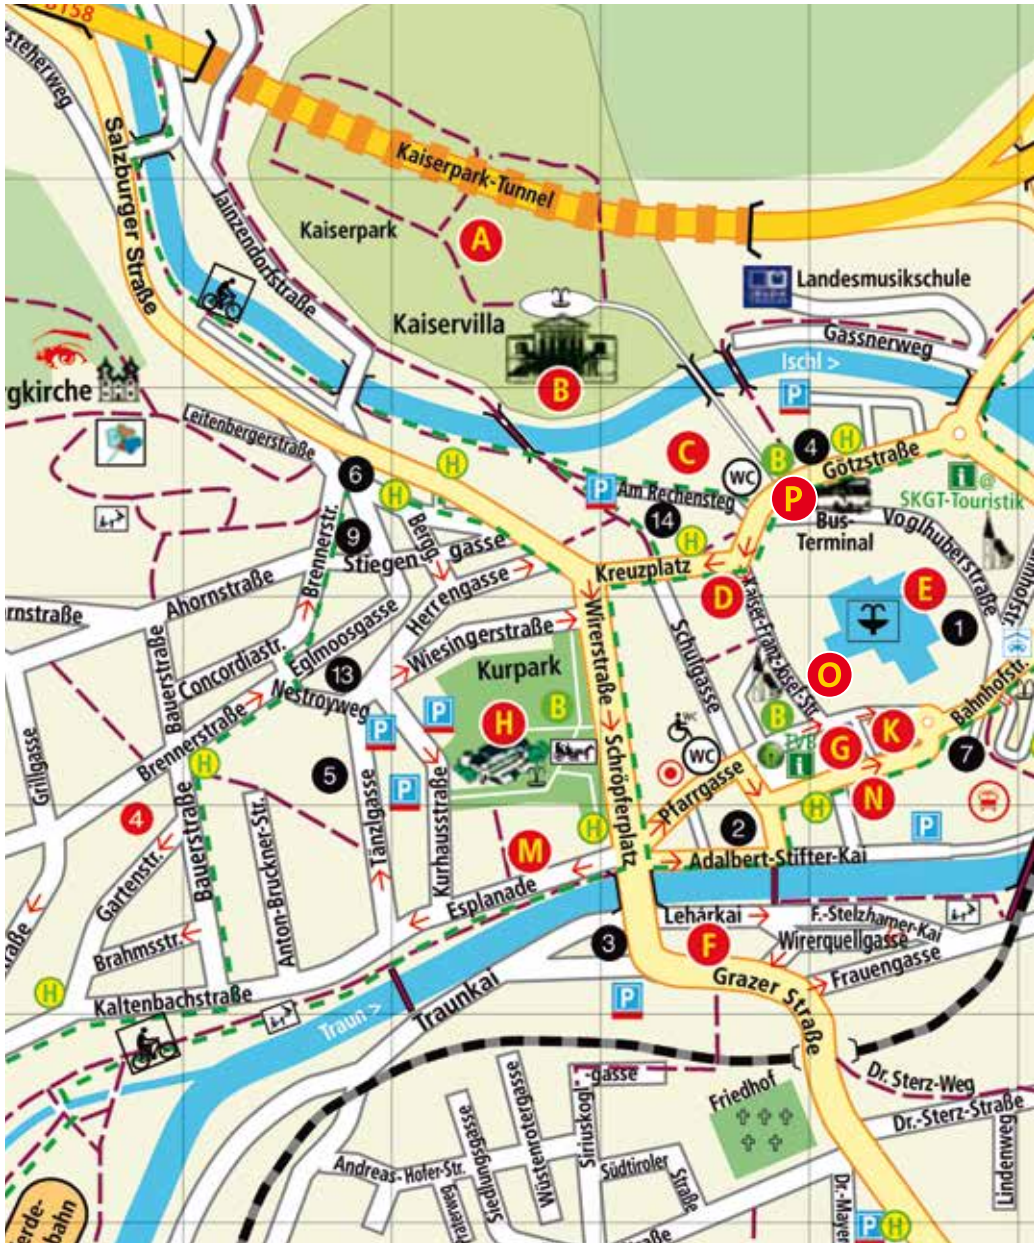 B158
Salzburger Straße
Jainzendorfstraße
Kaiserpark-Tunnel
Kaiserpark
A
Kaiservilla
B
Landesmusikschule
Gassnerweg
Ischl >
P
Leitenbergerstraße
H
H
6
C
WC
B
4
H
Götzstraße
P
i @
SKGT-Touristik
Bus-
Terminal
Voglhuberstraße
P
Am Rechensteg
14
H
9
Brennerstr.
Bergg.
Stiegengasse
Kreuzplatz
D
Kaiser-Franz-Josef-Str.
E
1
Ahornstraße
Herrengasse
Wirerstraße
Wiesingerstraße
Eglmoosgasse
Concordiastr.
Bauerstraße
13
Nestroyweg
Kurpark
H
B
Schulgasse
O
B
TVB
i
G
K
Bahnhofstr.
7
Grillgasse
Brennerstraße
H
P
P
P
5
WC
WC
Pfarrgasse
N
H
P
4
Schröpferplatz
H
2
Adalbert-Stifter-Kai
Gartenstr.
Bauerstraße
Anton-Bruckner-Str.
Tänzlgasse
Kurhausstraße
M
Esplanade
Lehárkai
F.-Stelzhamer-Kai
Wirerquellgasse
Frauengasse
F
3
Brahmsstr.
H
Kaltenbachstraße
Traun >
Traunkai
P
Grazer Straße
Friedhof
Dr. Sterz-Weg
Dr.-Sterz-Straße
Lindenweg
-gasse
Siriuskogl
Wüstenrotergasse
Siedlungsgasse
Andreas-Hofer-Str.
Südtiroler
Straße
Dr.-Mayer
P
H